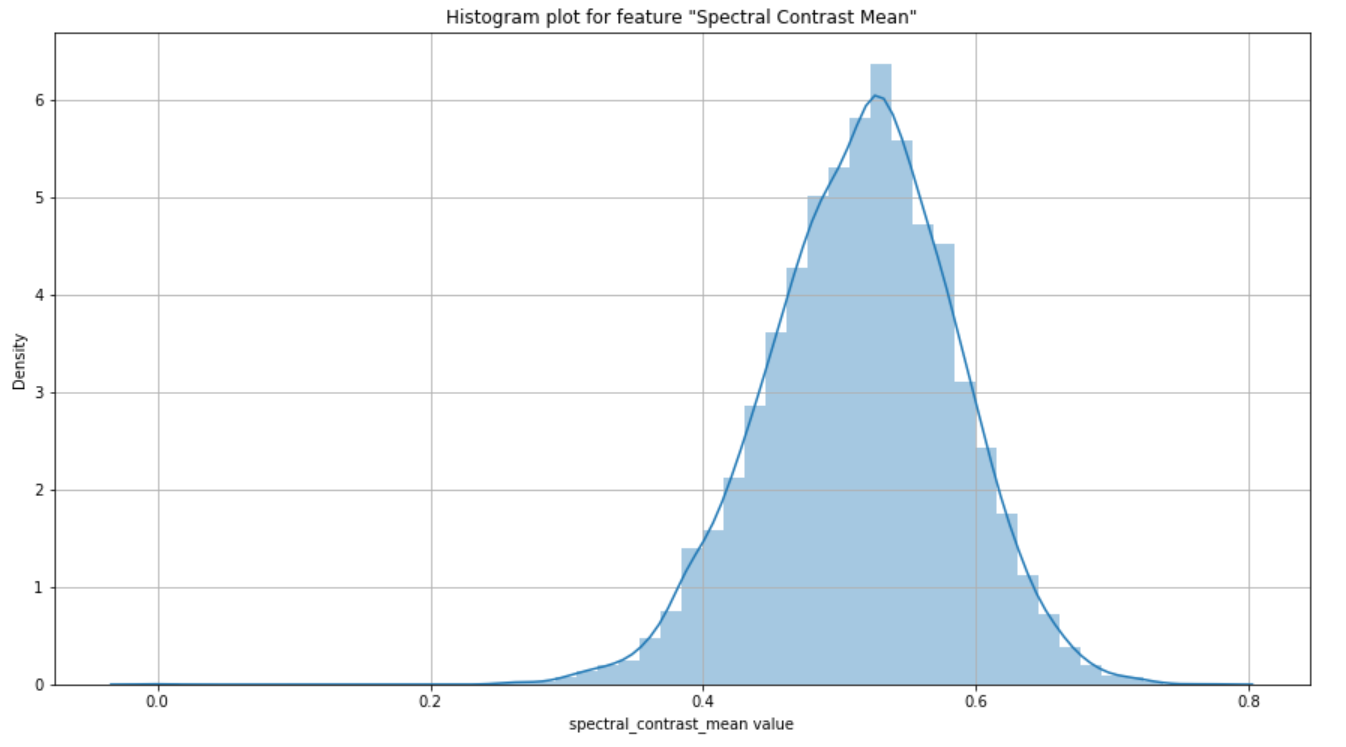 Histogram plot for feature "Spectral Contrast Mean"
6
5
4
3
2
1
0
Density
0.0 0.2 0.4 0.6 0.8
spectral_contrast_mean value